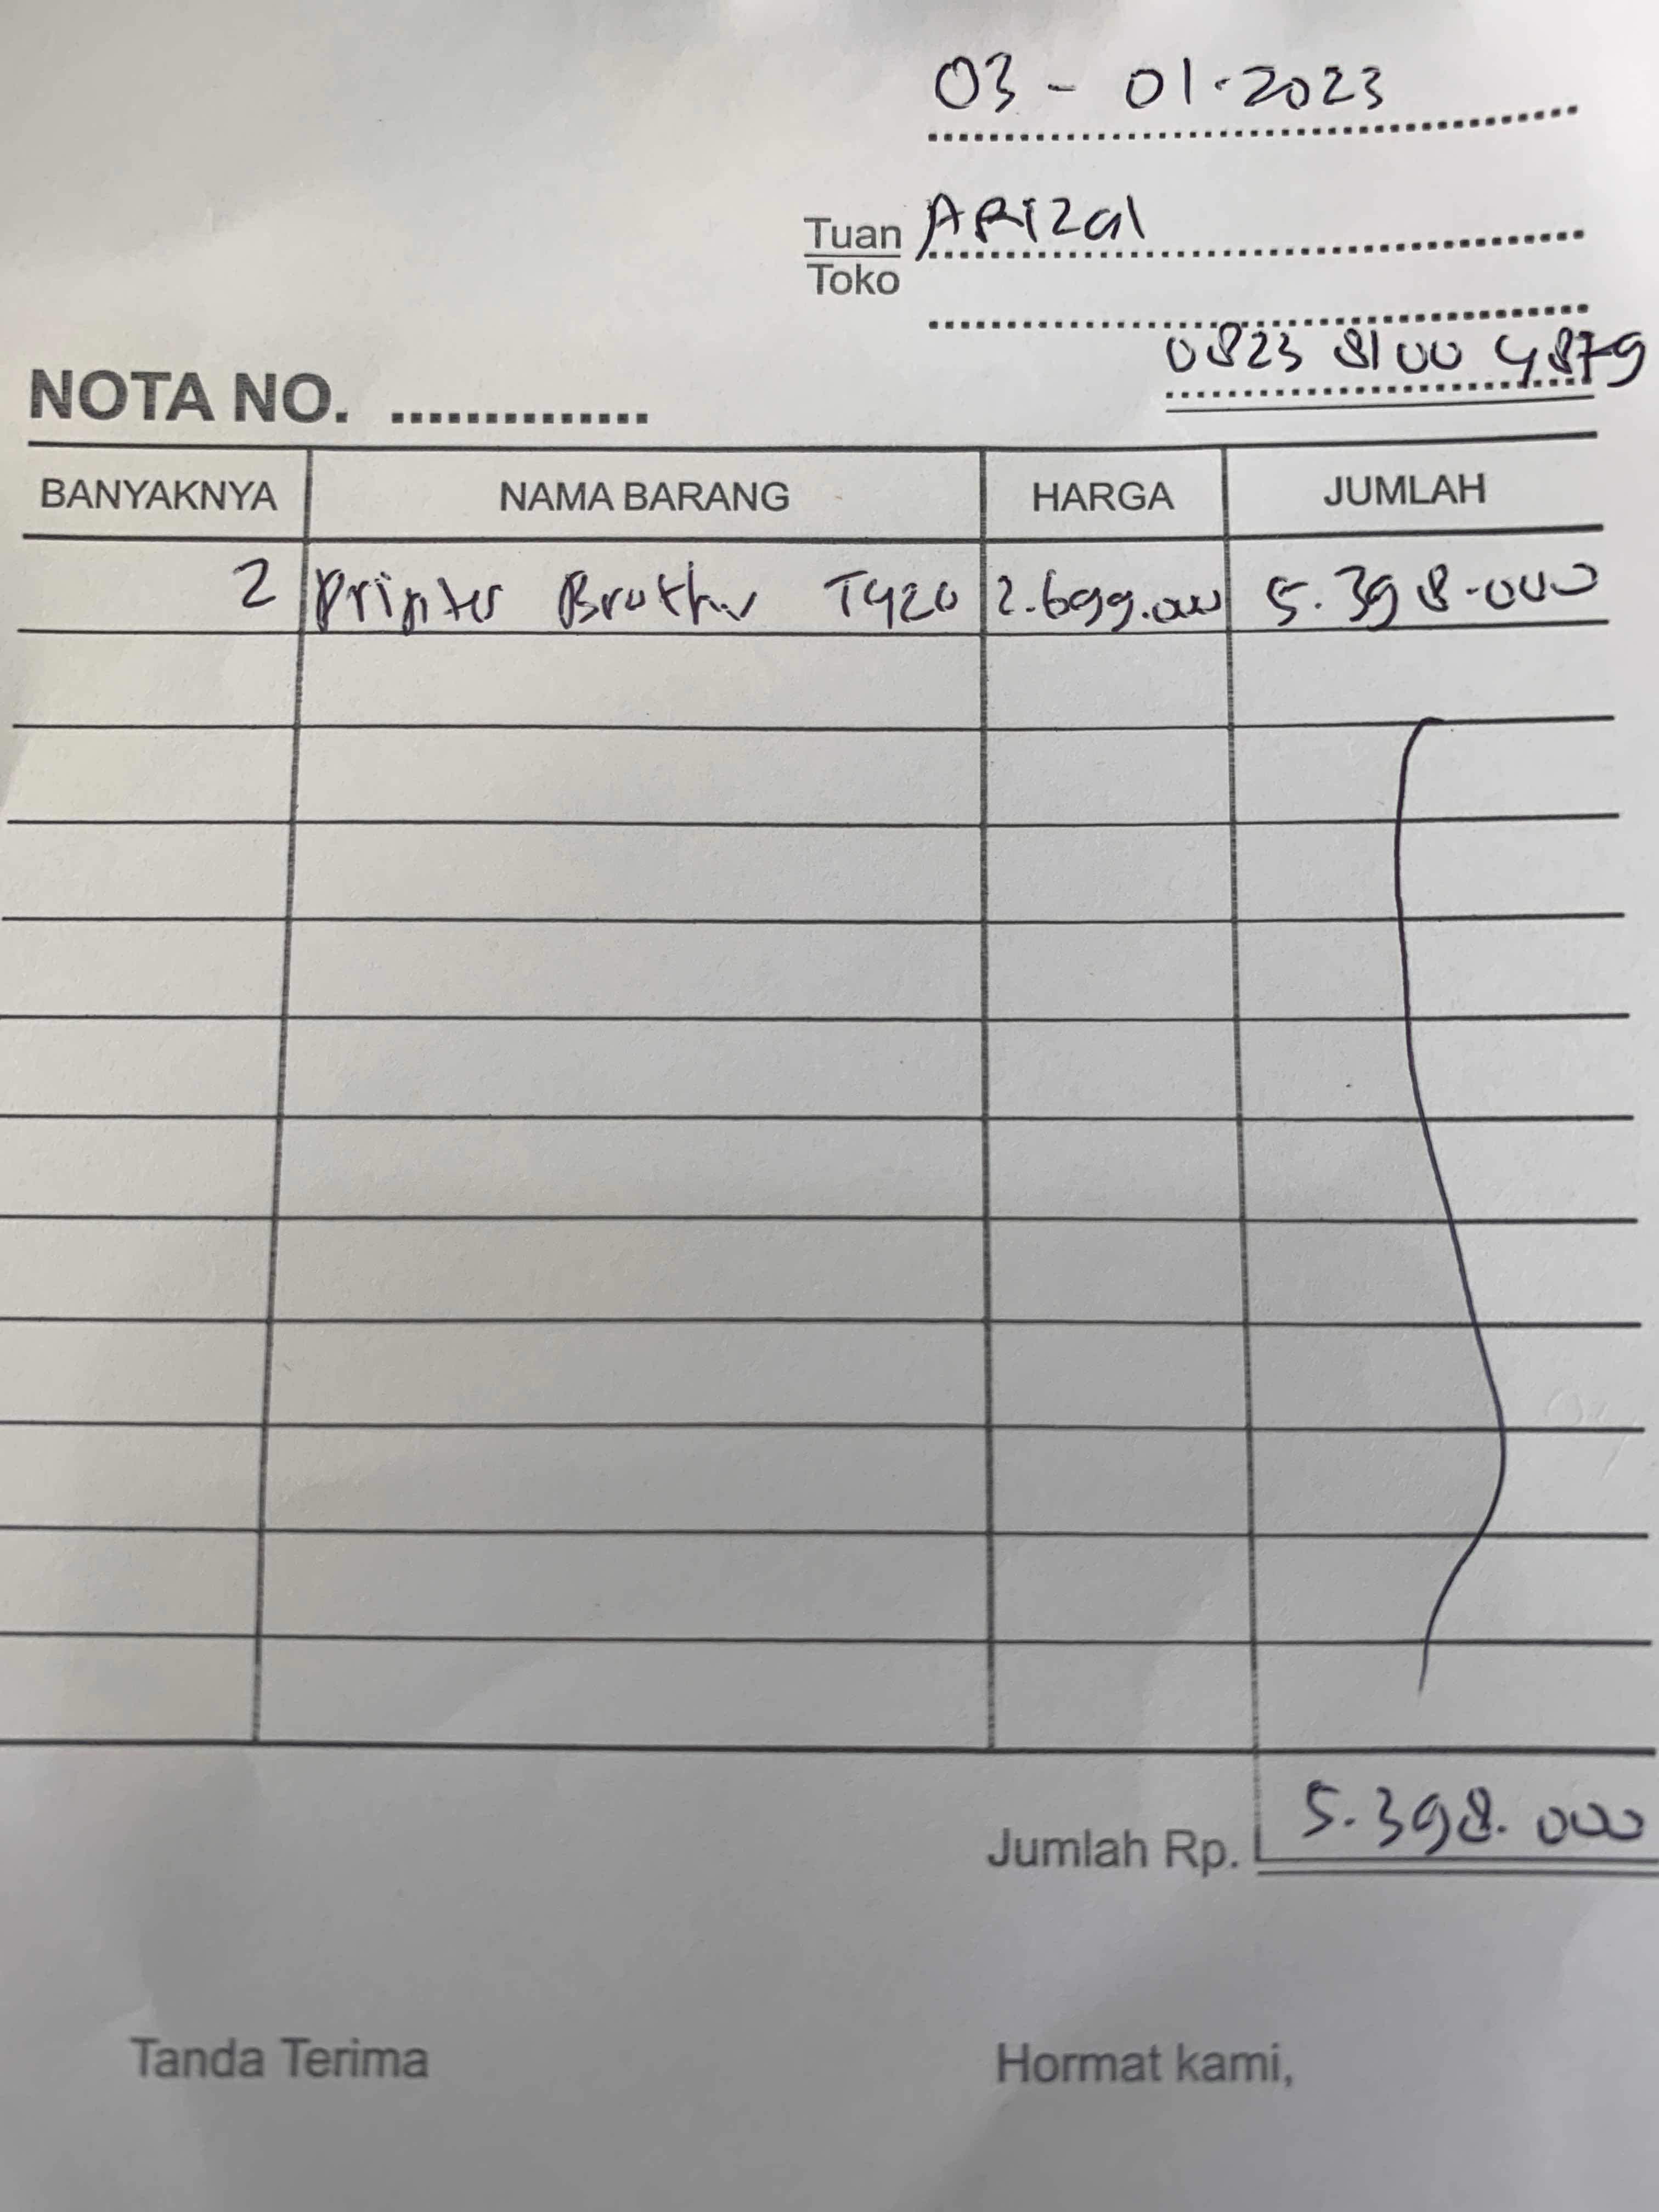 03 - 01-2023
Tuan ARIZal
Toko
0823 8100 4879
NOTA NO. ..............
BANYAKNYA NAMA BARANG HARGA JUMLAH
2 Printer Brother T420 2.699.000 5.398.000
Jumlah Rp. 5.398.000
Tanda Terima Hormat kami,